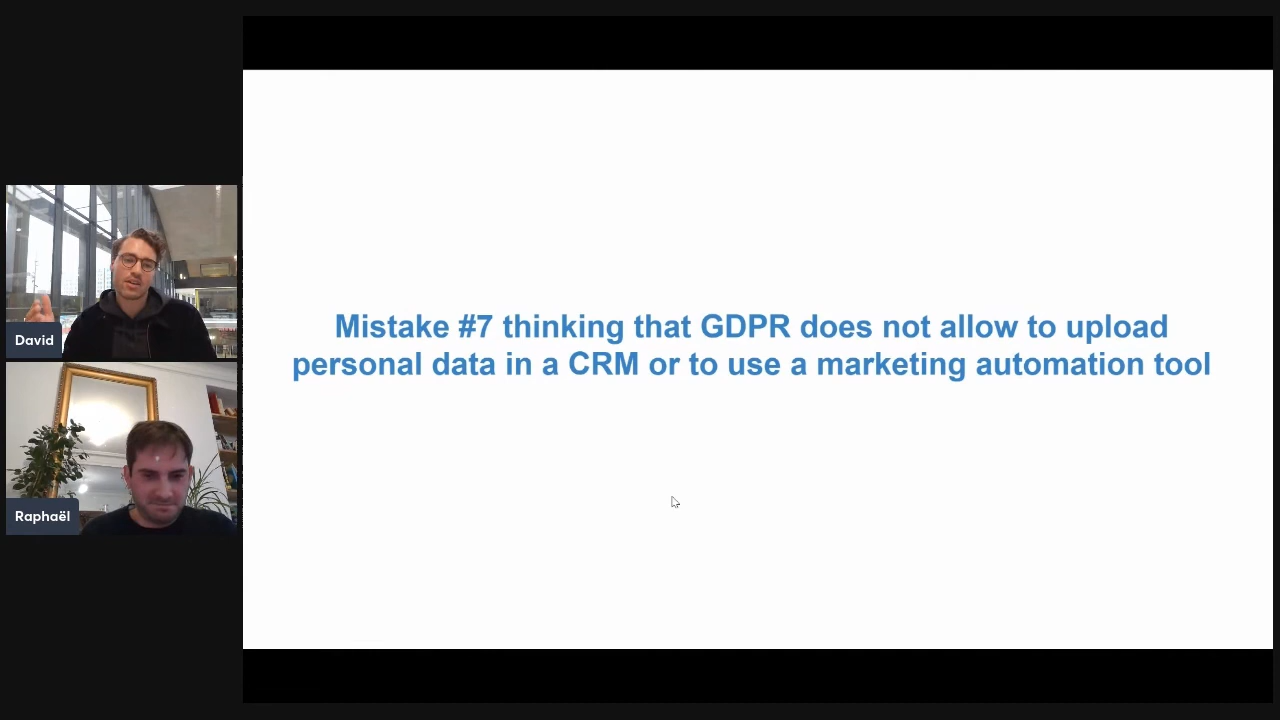 David
Raphaël
Mistake #7 thinking that GDPR does not allow to upload
personal data in a CRM or to use a marketing automation tool